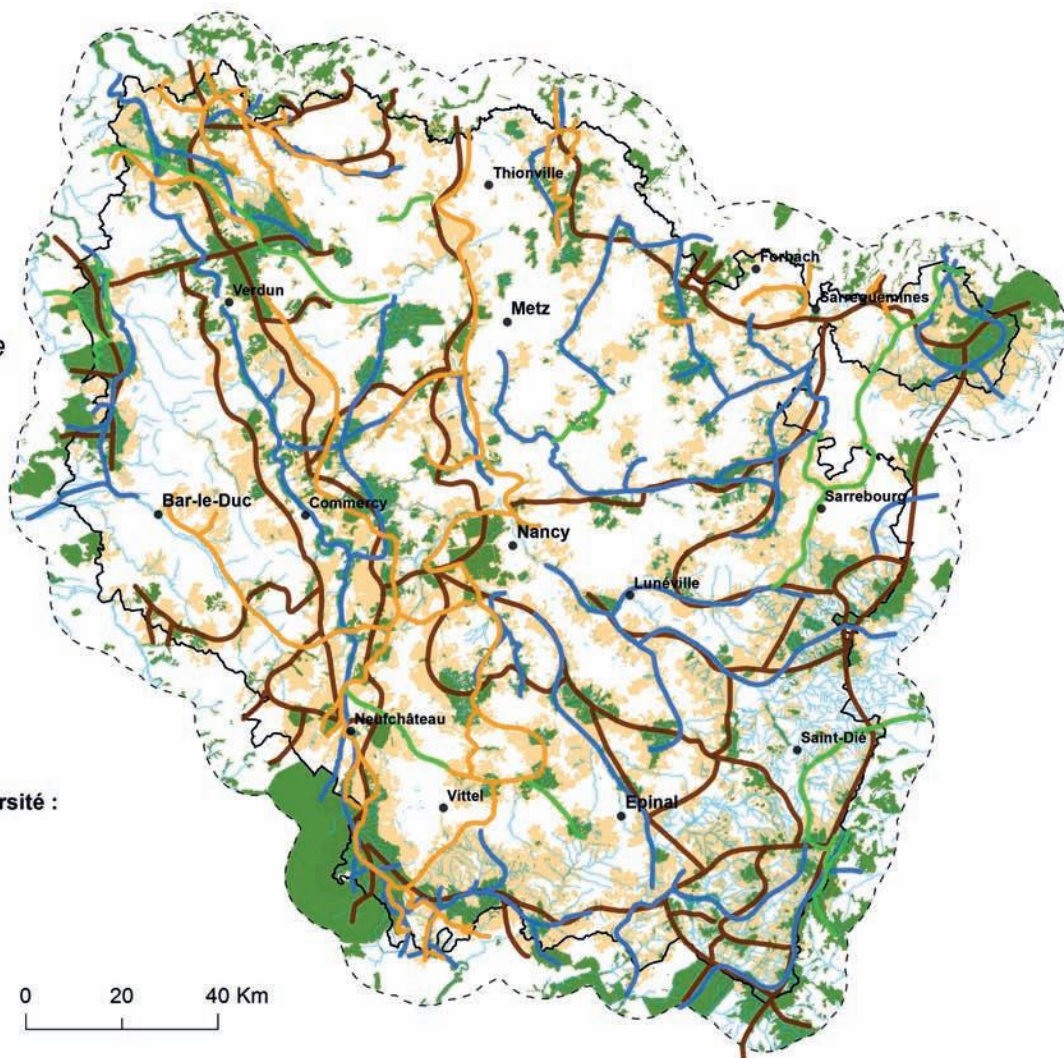 Thionville
Forbach
Verdun
Sarreguemines
Metz
e
Bar-le-Duc
Commercy
Sarrebourg
Nancy
Lunéville
Neufchâteau
Saint-Dié
rsité :
Vittel
Epinal
0 20 40 Km